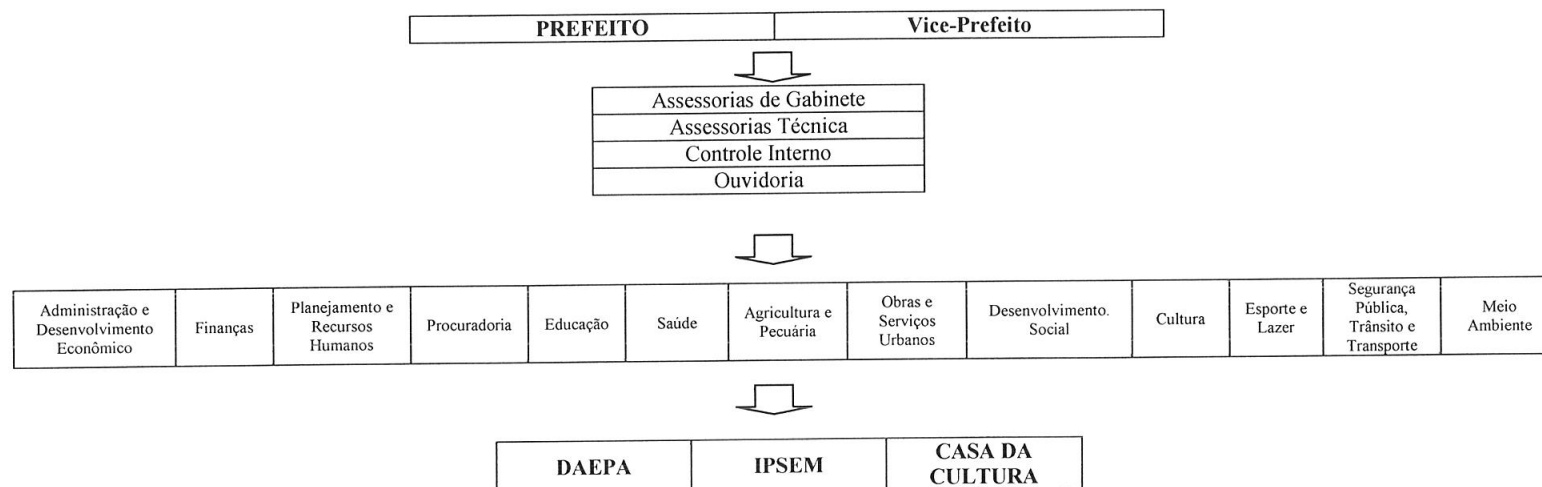 PREFEITO Vice-Prefeito
Assessorias de Gabinete
Assessorias Técnica
Controle Interno
Ouvidoria
Administração e
Desenvolvimento
Econômico
Finanças
Planejamento e
Recursos
Humanos
Procuradoria
Educação
Saúde
Agricultura e
Pecuária
Obras e
Serviços
Urbanos
Desenvolvimento.
Social
Cultura
Esporte e
Lazer
Segurança
Pública,
Trânsito e
Transporte
Meio
Ambiente
DAEPA
IPSEM
CASA DA
CULTURA